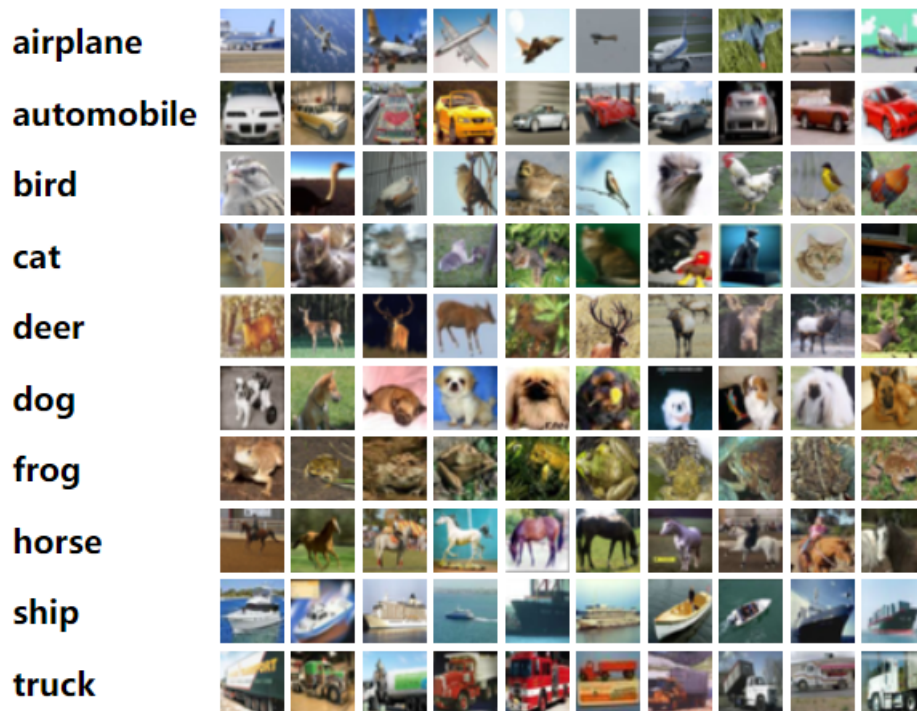 airplane
automobile
bird
cat
deer
dog
frog
horse
ship
truck